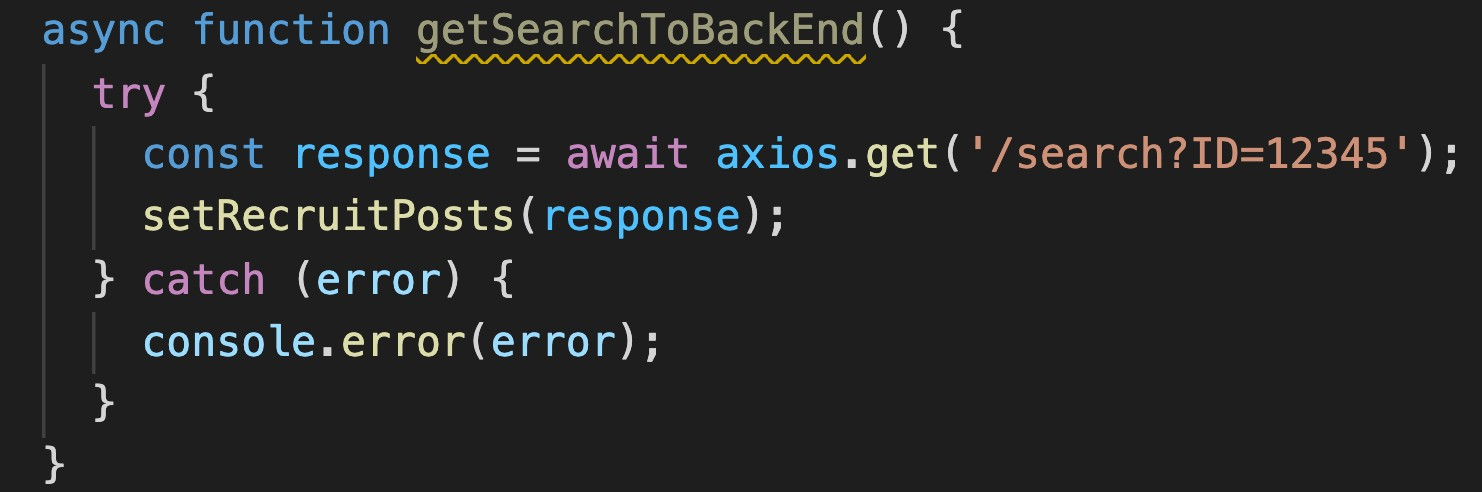 async function getSearchToBackEnd() {
  try {
    const response = await axios.get('/search?ID=12345');
    setRecruitPosts(response);
  } catch (error) {
    console.error(error);
  }
}